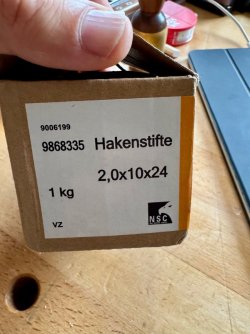 9006199
9868335 Hakenstifte
2,0x10x24
1 kg
VZ
NSC